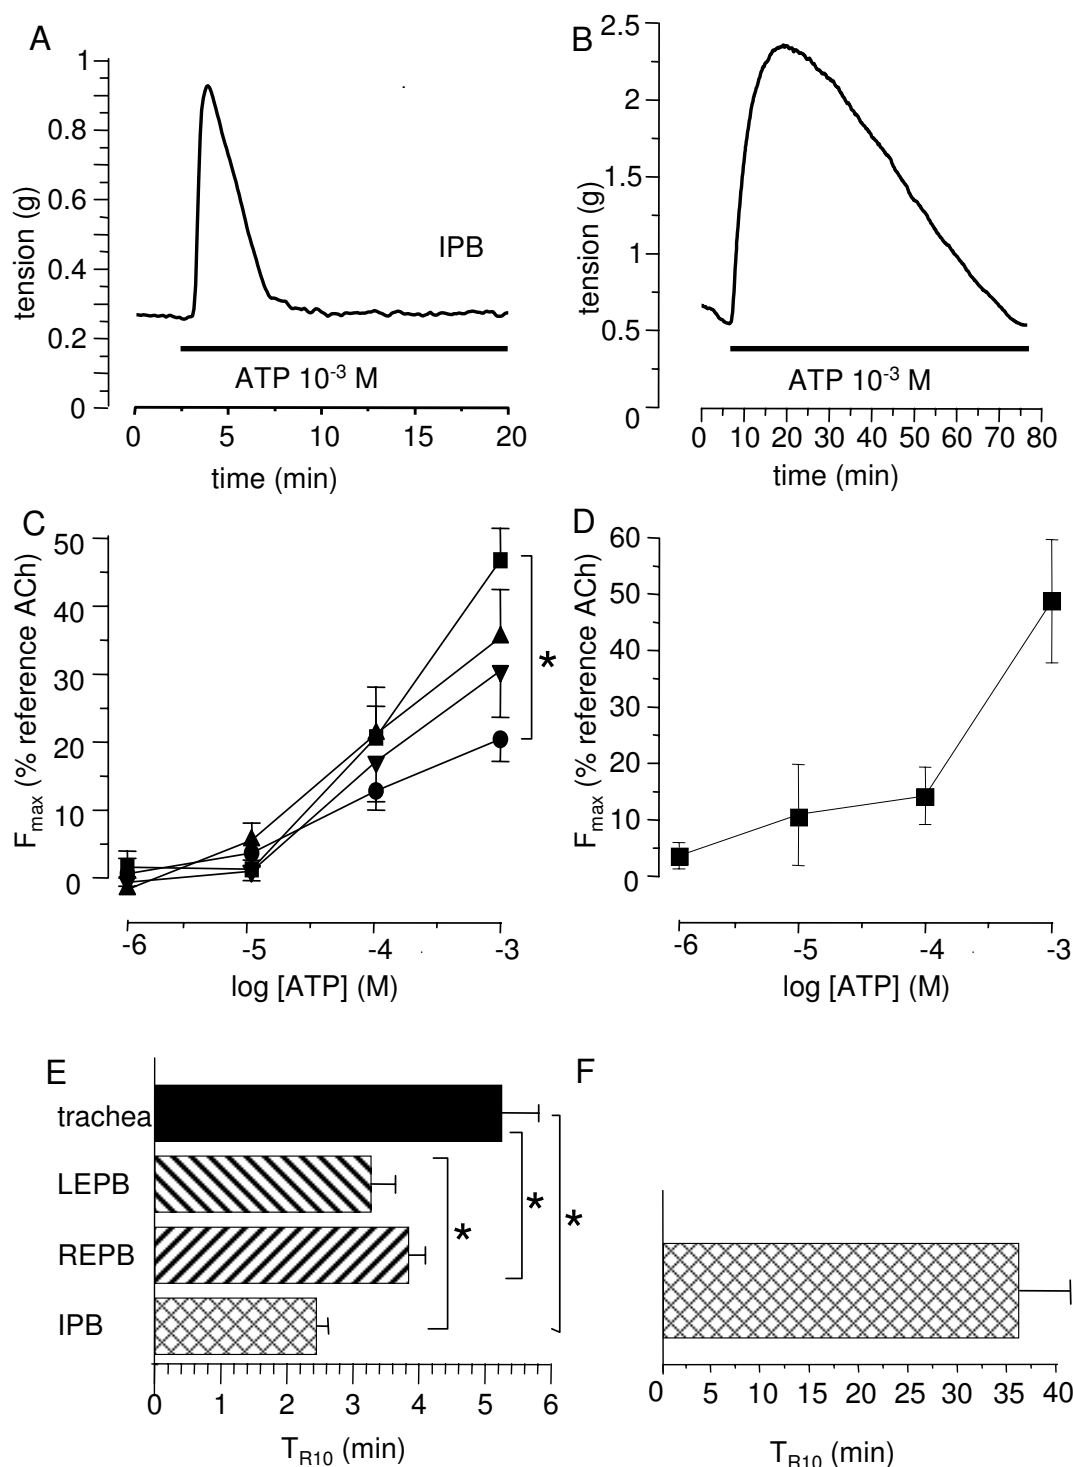 A
1
0.8
0.6
0.4
0.2
0
tension (g)
IPB
ATP 10⁻³ M
0 5 10 15 20
time (min)
B
2.5
2
1.5
1
0.5
0
tension (g)
ATP 10⁻³ M
0 10 20 30 40 50 60 70 80
time (min)
C
50
40
30
20
10
0
F_max (% reference ACh)
*
-6 -5 -4 -3
log [ATP] (M)
D
60
50
40
30
20
10
0
F_max (% reference ACh)
-6 -5 -4 -3
log [ATP] (M)
E
trachea
LEPB
REPB
IPB
* * *
0 1 2 3 4 5 6
T_R10 (min)
F
0 5 10 15 20 25 30 35 40
T_R10 (min)